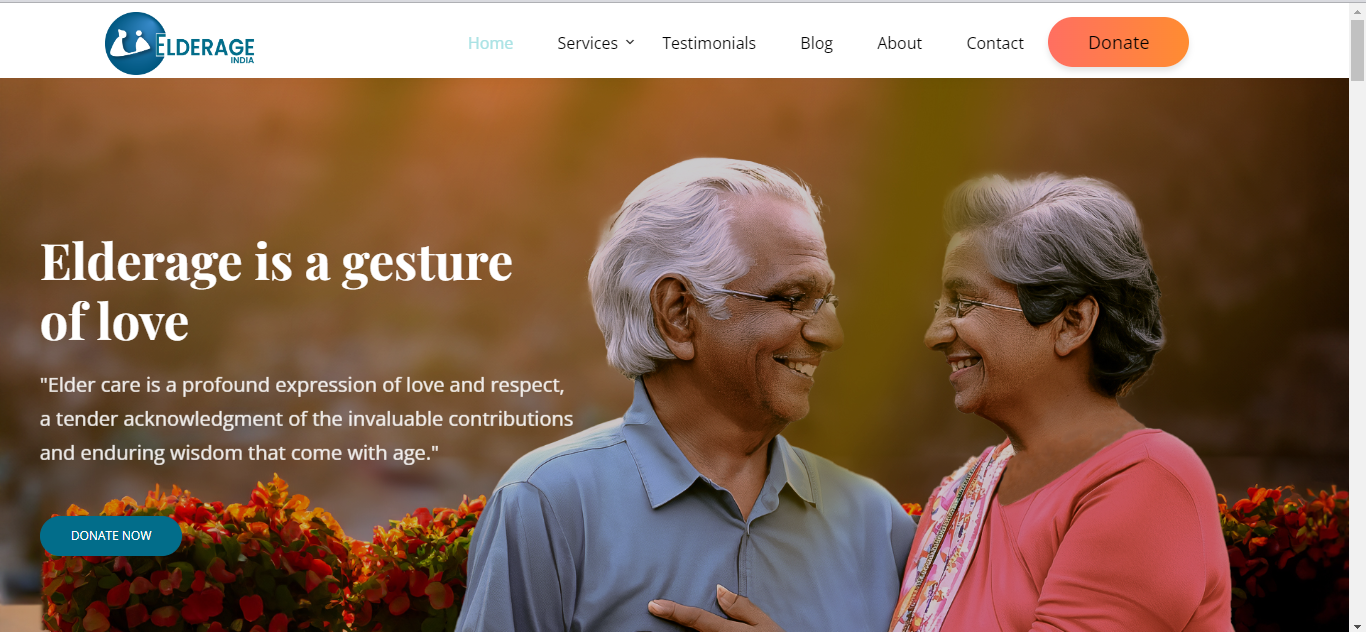 ELDERAGE
INDIA
Home
Services
Testimonials
Blog
About
Contact
Donate
Elderage is a gesture
of love
"Elder care is a profound expression of love and respect,
a tender acknowledgment of the invaluable contributions
and enduring wisdom that come with age."
DONATE NOW